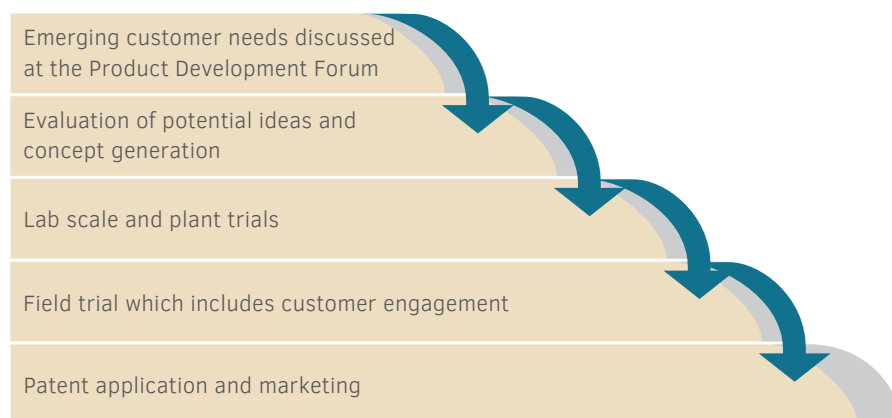 Emerging customer needs discussed
at the Product Development Forum
Evaluation of potential ideas and
concept generation
Lab scale and plant trials
Field trial which includes customer engagement
Patent application and marketing